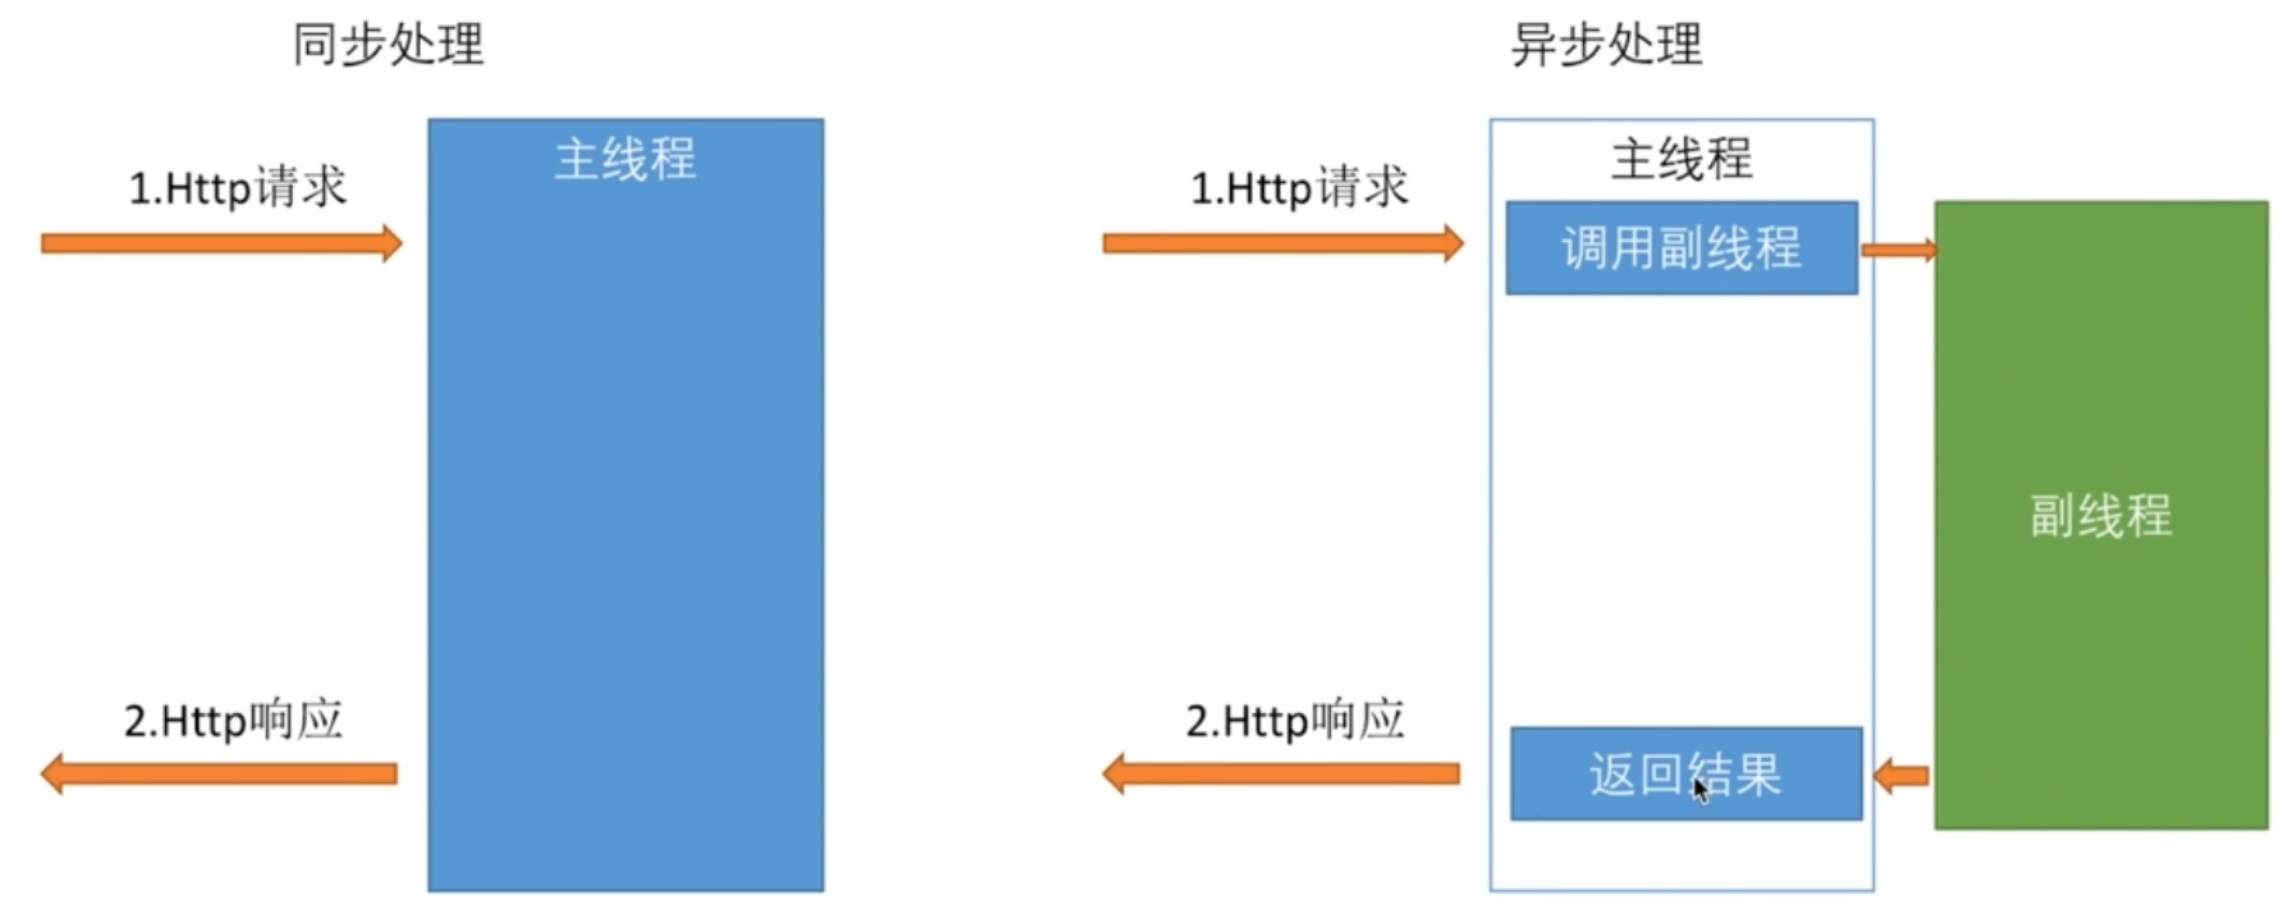 同步处理
主线程
1.Http请求
2.Http响应
异步处理
主线程
1.Http请求
调用副线程
副线程
2.Http响应
返回结果